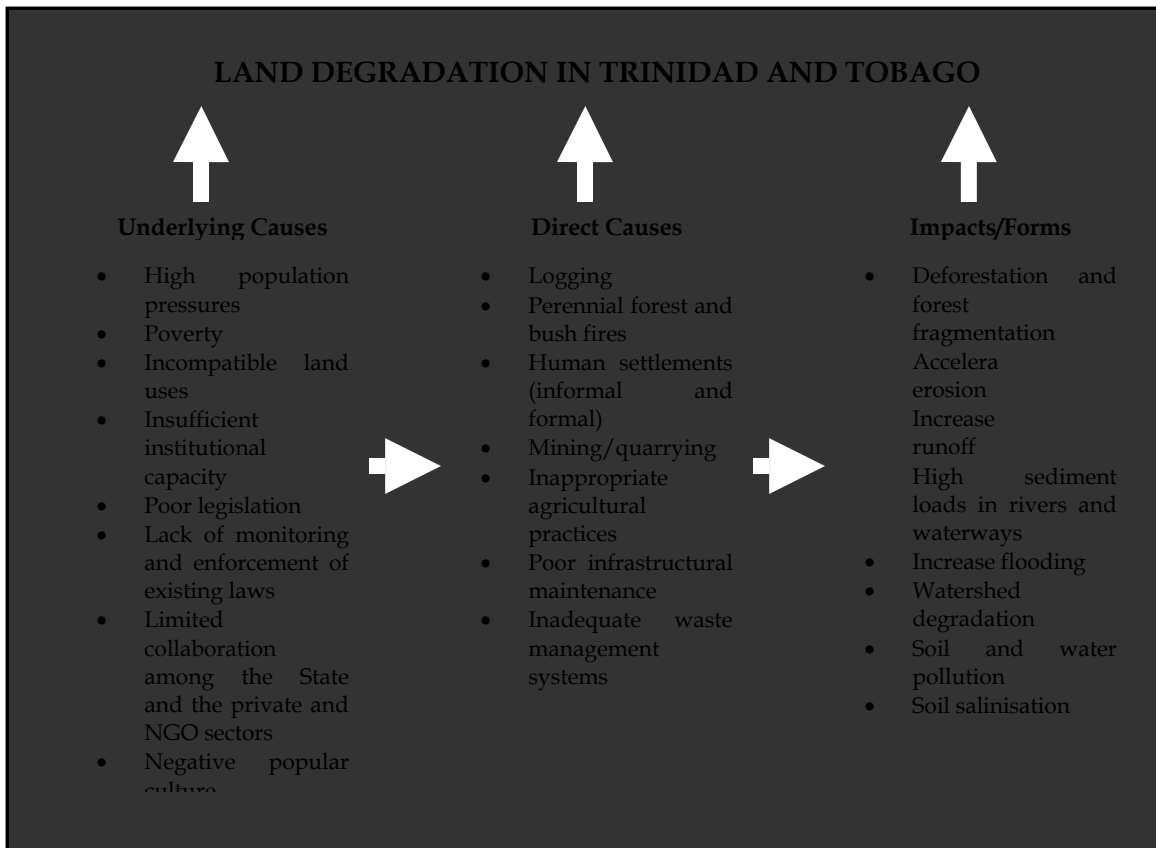 LAND DEGRADATION IN TRINIDAD AND TOBAGO
Underlying Causes
• High population
pressures
• Poverty
• Incompatible land
uses
• Insufficient
institutional
capacity
• Poor legislation
• Lack of monitoring
and enforcement of
existing laws
• Limited
collaboration
among the State
and the private and
NGO sectors
• Negative popular
culture
Direct Causes
• Logging
• Perennial forest and
bush fires
• Human settlements
(informal and
formal)
• Mining/quarrying
• Inappropriate
agricultural
practices
• Poor infrastructural
maintenance
• Inadequate waste
management
systems
Impacts/Forms
• Deforestation and
forest
fragmentation
Accelera
erosion
Increase
runoff
High sediment
loads in rivers and
waterways
• Increase flooding
• Watershed
degradation
• Soil and water
pollution
• Soil salinisation